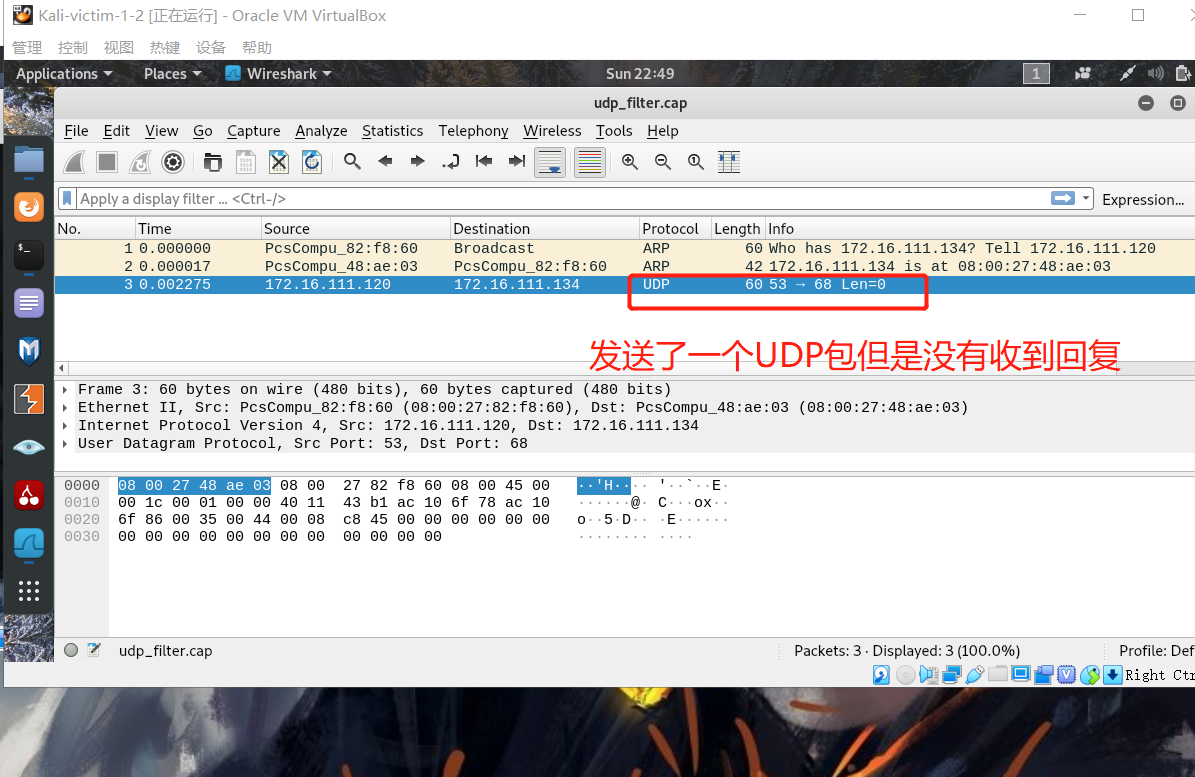 Kali-victim-1-2 [正在运行] - Oracle VM VirtualBox
管理 控制 视图 热键 设备 帮助
Applications Places Wireshark Sun 22:49 1
udp_filter.cap
File Edit View Go Capture Analyze Statistics Telephony Wireless Tools Help
Apply a display filter ... <Ctrl-/> Expression...
No. Time Source Destination Protocol Length Info
1 0.000000 PcsCompu_82:f8:60 Broadcast ARP 60 Who has 172.16.111.134? Tell 172.16.111.120
2 0.000017 PcsCompu_48:ae:03 PcsCompu_82:f8:60 ARP 42 172.16.111.134 is at 08:00:27:48:ae:03
3 0.002275 172.16.111.120 172.16.111.134 UDP 60 53 → 68 Len=0
发送了一个UDP包但是没有收到回复
Frame 3: 60 bytes on wire (480 bits), 60 bytes captured (480 bits)
Ethernet II, Src: PcsCompu_82:f8:60 (08:00:27:82:f8:60), Dst: PcsCompu_48:ae:03 (08:00:27:48:ae:03)
Internet Protocol Version 4, Src: 172.16.111.120, Dst: 172.16.111.134
User Datagram Protocol, Src Port: 53, Dst Port: 68
0000 08 00 27 48 ae 03 08 00 27 82 f8 60 08 00 45 00 ··'H···· '··`··E·
0010 00 1c 00 01 00 00 40 11 43 b1 ac 10 6f 78 ac 10 ······@· C···ox··
0020 6f 86 00 35 00 44 00 08 c8 45 00 00 00 00 00 00 o··5·D·· ·E······
0030 00 00 00 00 00 00 00 00 00 00 00 00 ········ ····
udp_filter.cap Packets: 3 · Displayed: 3 (100.0%) Profile: Def
Right Ctr